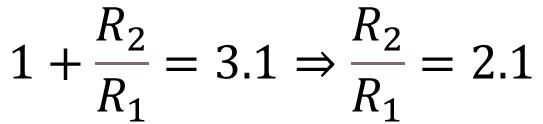 1 + R₂/R₁ = 3.1 ⇒ R₂/R₁ = 2.1